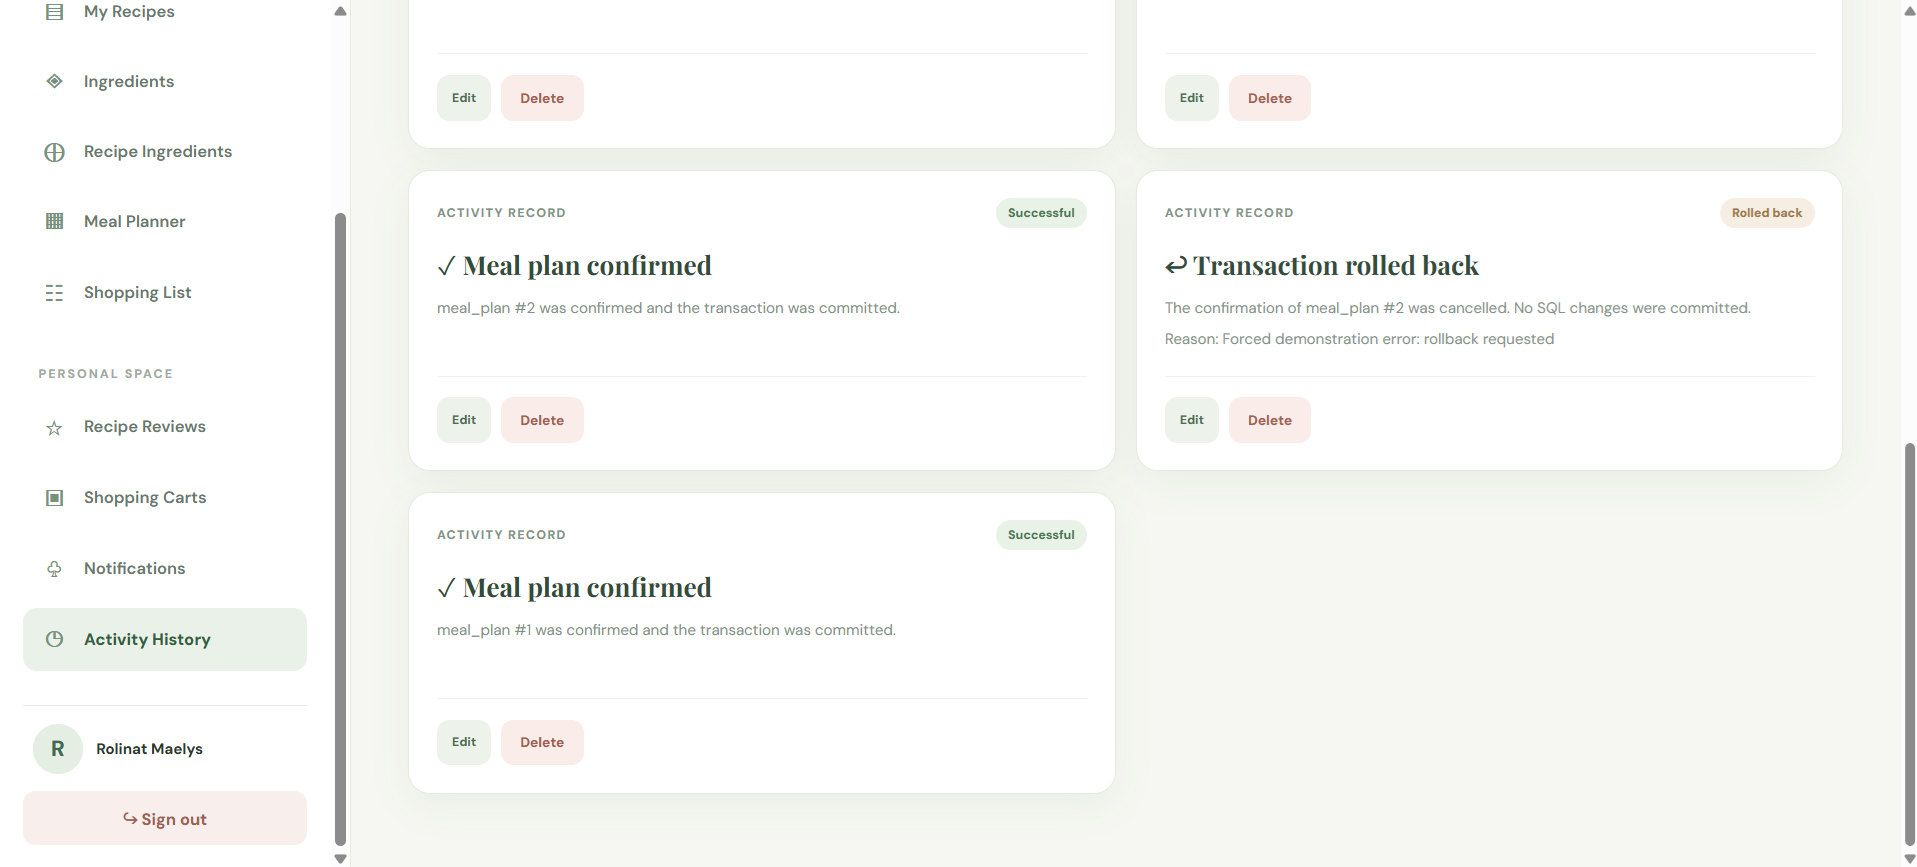 My Recipes
Ingredients
Recipe Ingredients
Meal Planner
Shopping List
PERSONAL SPACE
Recipe Reviews
Shopping Carts
Notifications
Activity History
R
Rolinat Maelys
↪ Sign out
Edit
Delete
Edit
Delete
ACTIVITY RECORD
Successful
✓ Meal plan confirmed
meal_plan #2 was confirmed and the transaction was committed.
Edit
Delete
ACTIVITY RECORD
Rolled back
↩ Transaction rolled back
The confirmation of meal_plan #2 was cancelled. No SQL changes were committed.
Reason: Forced demonstration error: rollback requested
Edit
Delete
ACTIVITY RECORD
Successful
✓ Meal plan confirmed
meal_plan #1 was confirmed and the transaction was committed.
Edit
Delete